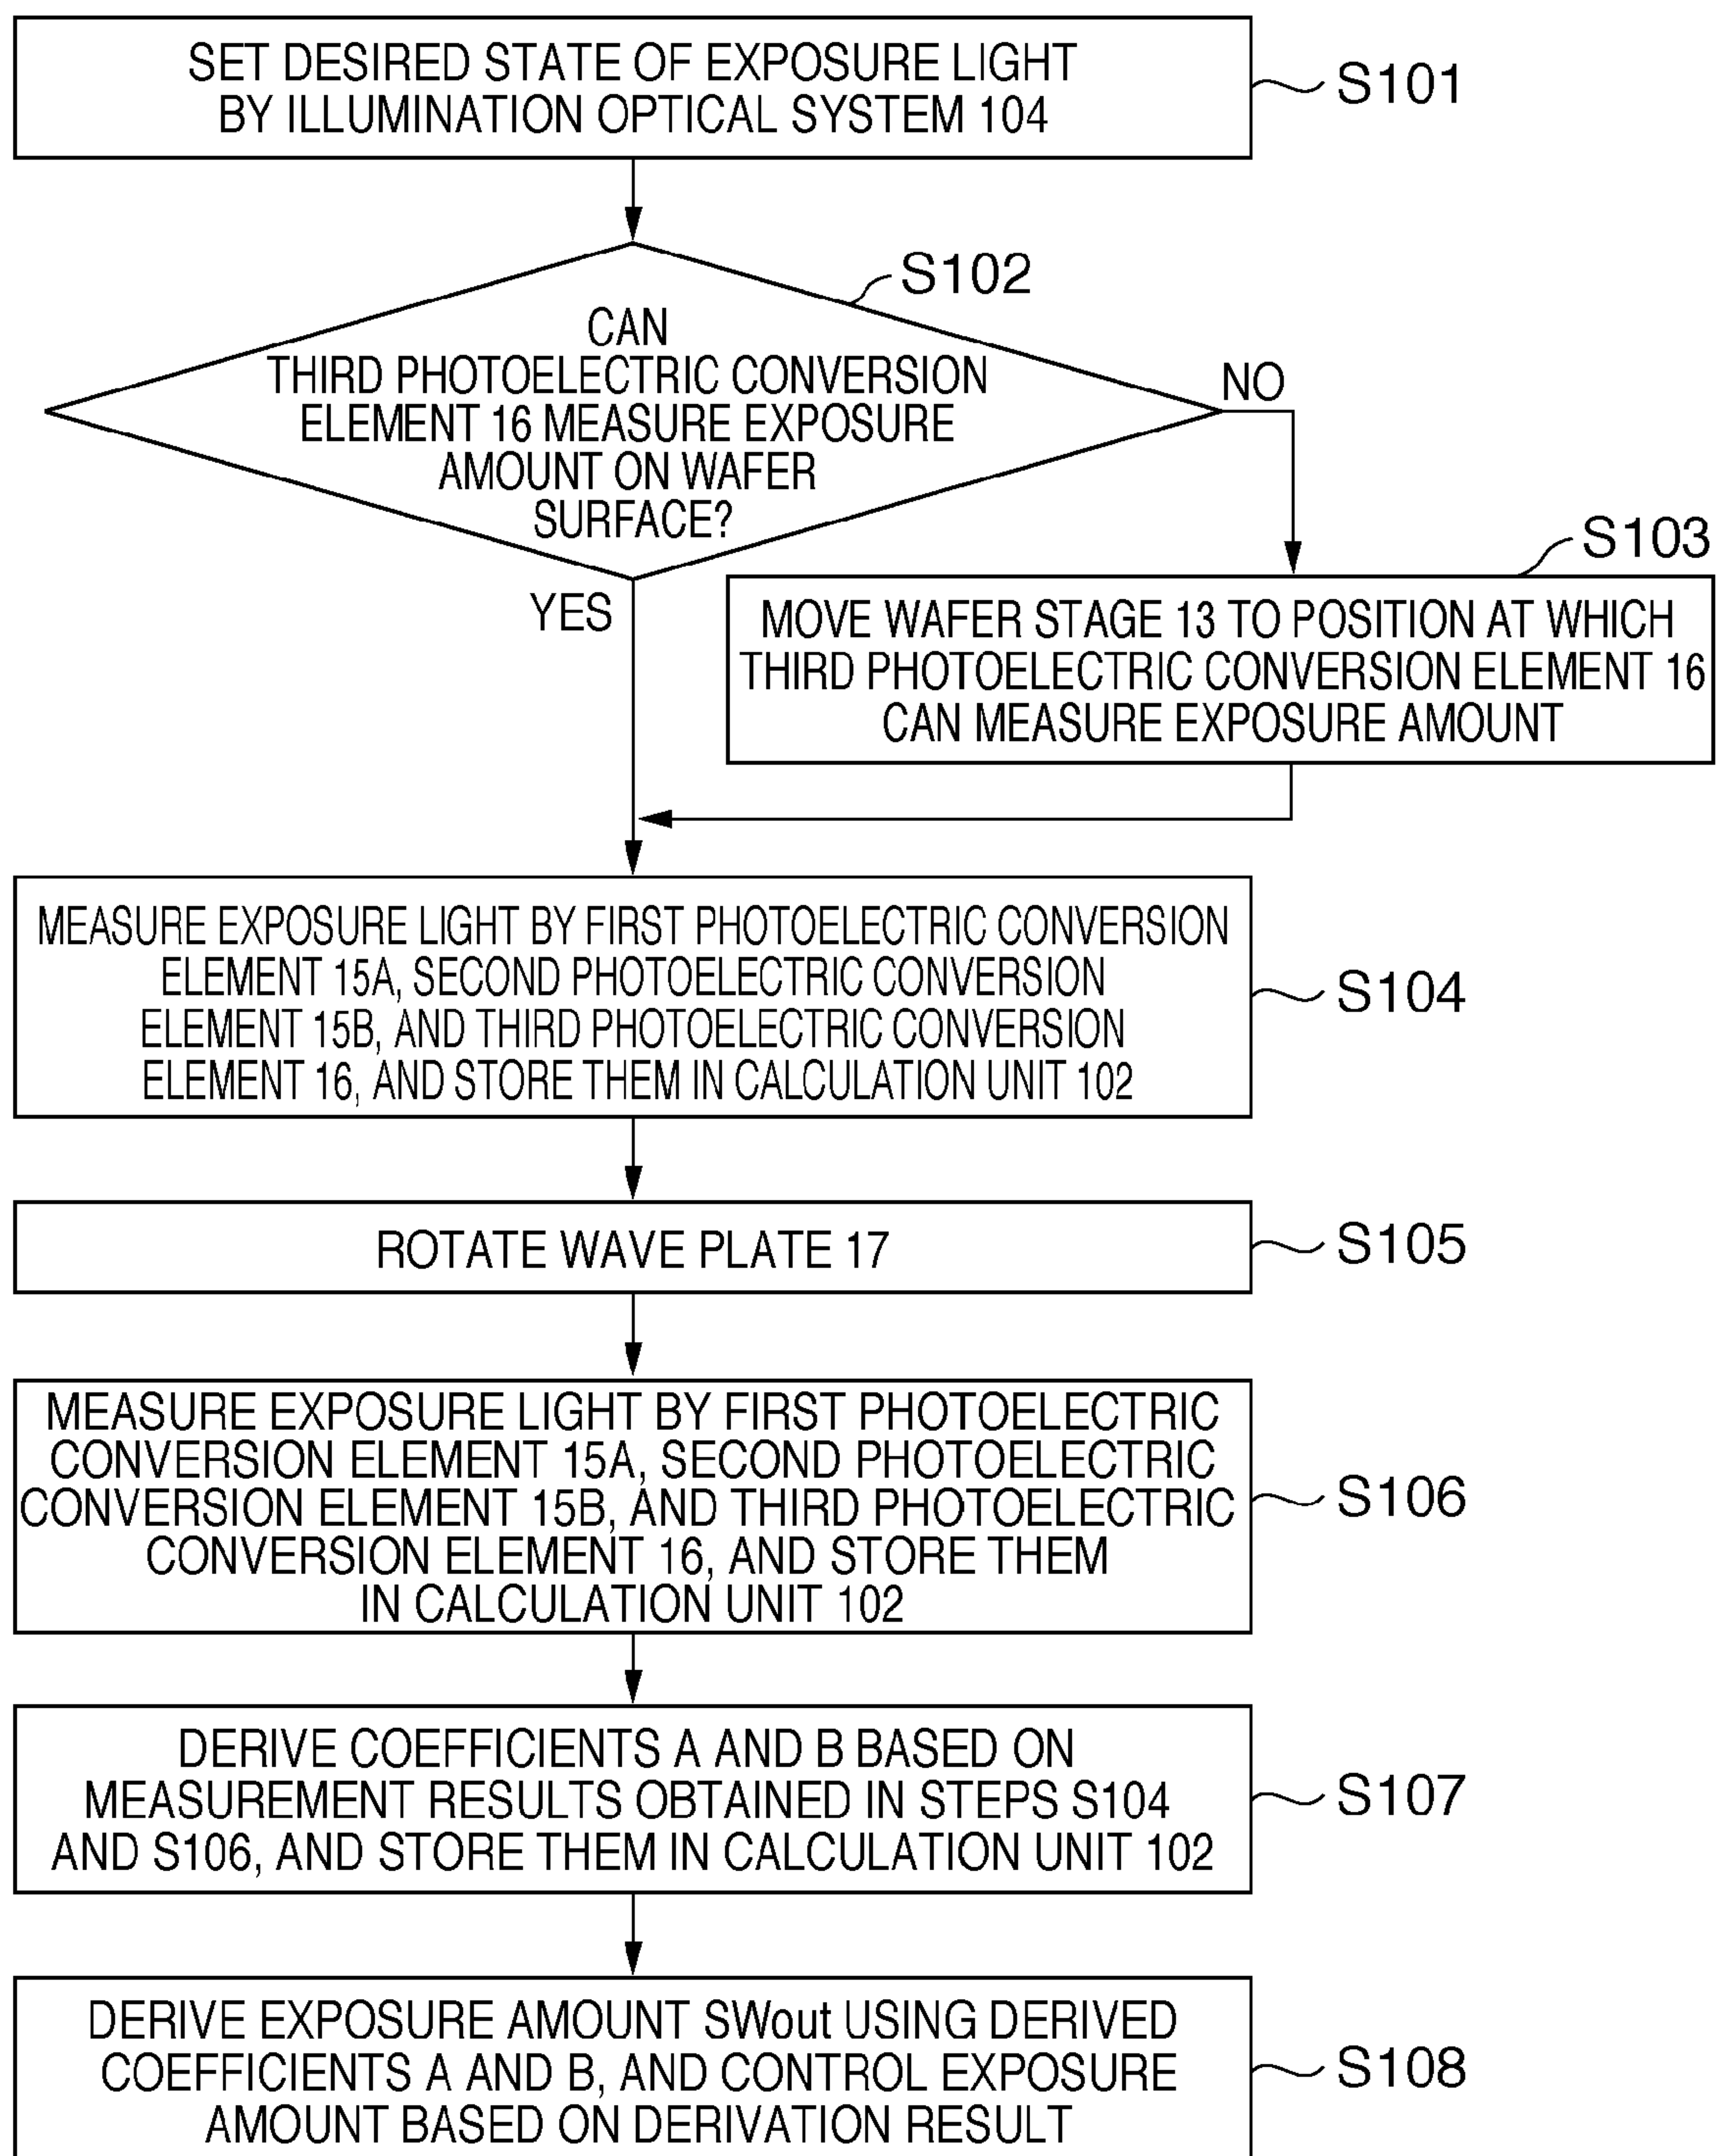 SET DESIRED STATE OF EXPOSURE LIGHT
BY ILLUMINATION OPTICAL SYSTEM 104
S101
S102
CAN
THIRD PHOTOELECTRIC CONVERSION
ELEMENT 16 MEASURE EXPOSURE
AMOUNT ON WAFER
SURFACE?
NO
YES
S103
MOVE WAFER STAGE 13 TO POSITION AT WHICH
THIRD PHOTOELECTRIC CONVERSION ELEMENT 16
CAN MEASURE EXPOSURE AMOUNT
MEASURE EXPOSURE LIGHT BY FIRST PHOTOELECTRIC CONVERSION
ELEMENT 15A, SECOND PHOTOELECTRIC CONVERSION
ELEMENT 15B, AND THIRD PHOTOELECTRIC CONVERSION
ELEMENT 16, AND STORE THEM IN CALCULATION UNIT 102
S104
ROTATE WAVE PLATE 17
S105
MEASURE EXPOSURE LIGHT BY FIRST PHOTOELECTRIC
CONVERSION ELEMENT 15A, SECOND PHOTOELECTRIC
CONVERSION ELEMENT 15B, AND THIRD PHOTOELECTRIC
CONVERSION ELEMENT 16, AND STORE THEM
IN CALCULATION UNIT 102
S106
DERIVE COEFFICIENTS A AND B BASED ON
MEASUREMENT RESULTS OBTAINED IN STEPS S104
AND S106, AND STORE THEM IN CALCULATION UNIT 102
S107
DERIVE EXPOSURE AMOUNT SWout USING DERIVED
COEFFICIENTS A AND B, AND CONTROL EXPOSURE
AMOUNT BASED ON DERIVATION RESULT
S108